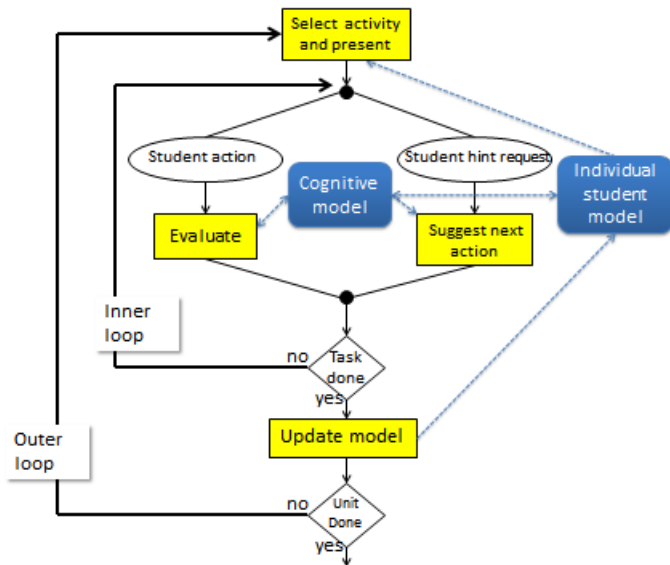 Select activity
and present
Student action
Student hint request
Cognitive
model
Individual
student
model
Evaluate
Suggest next
action
Inner
loop
no
Task
done
yes
Update model
Outer
loop
no
Unit
Done
yes